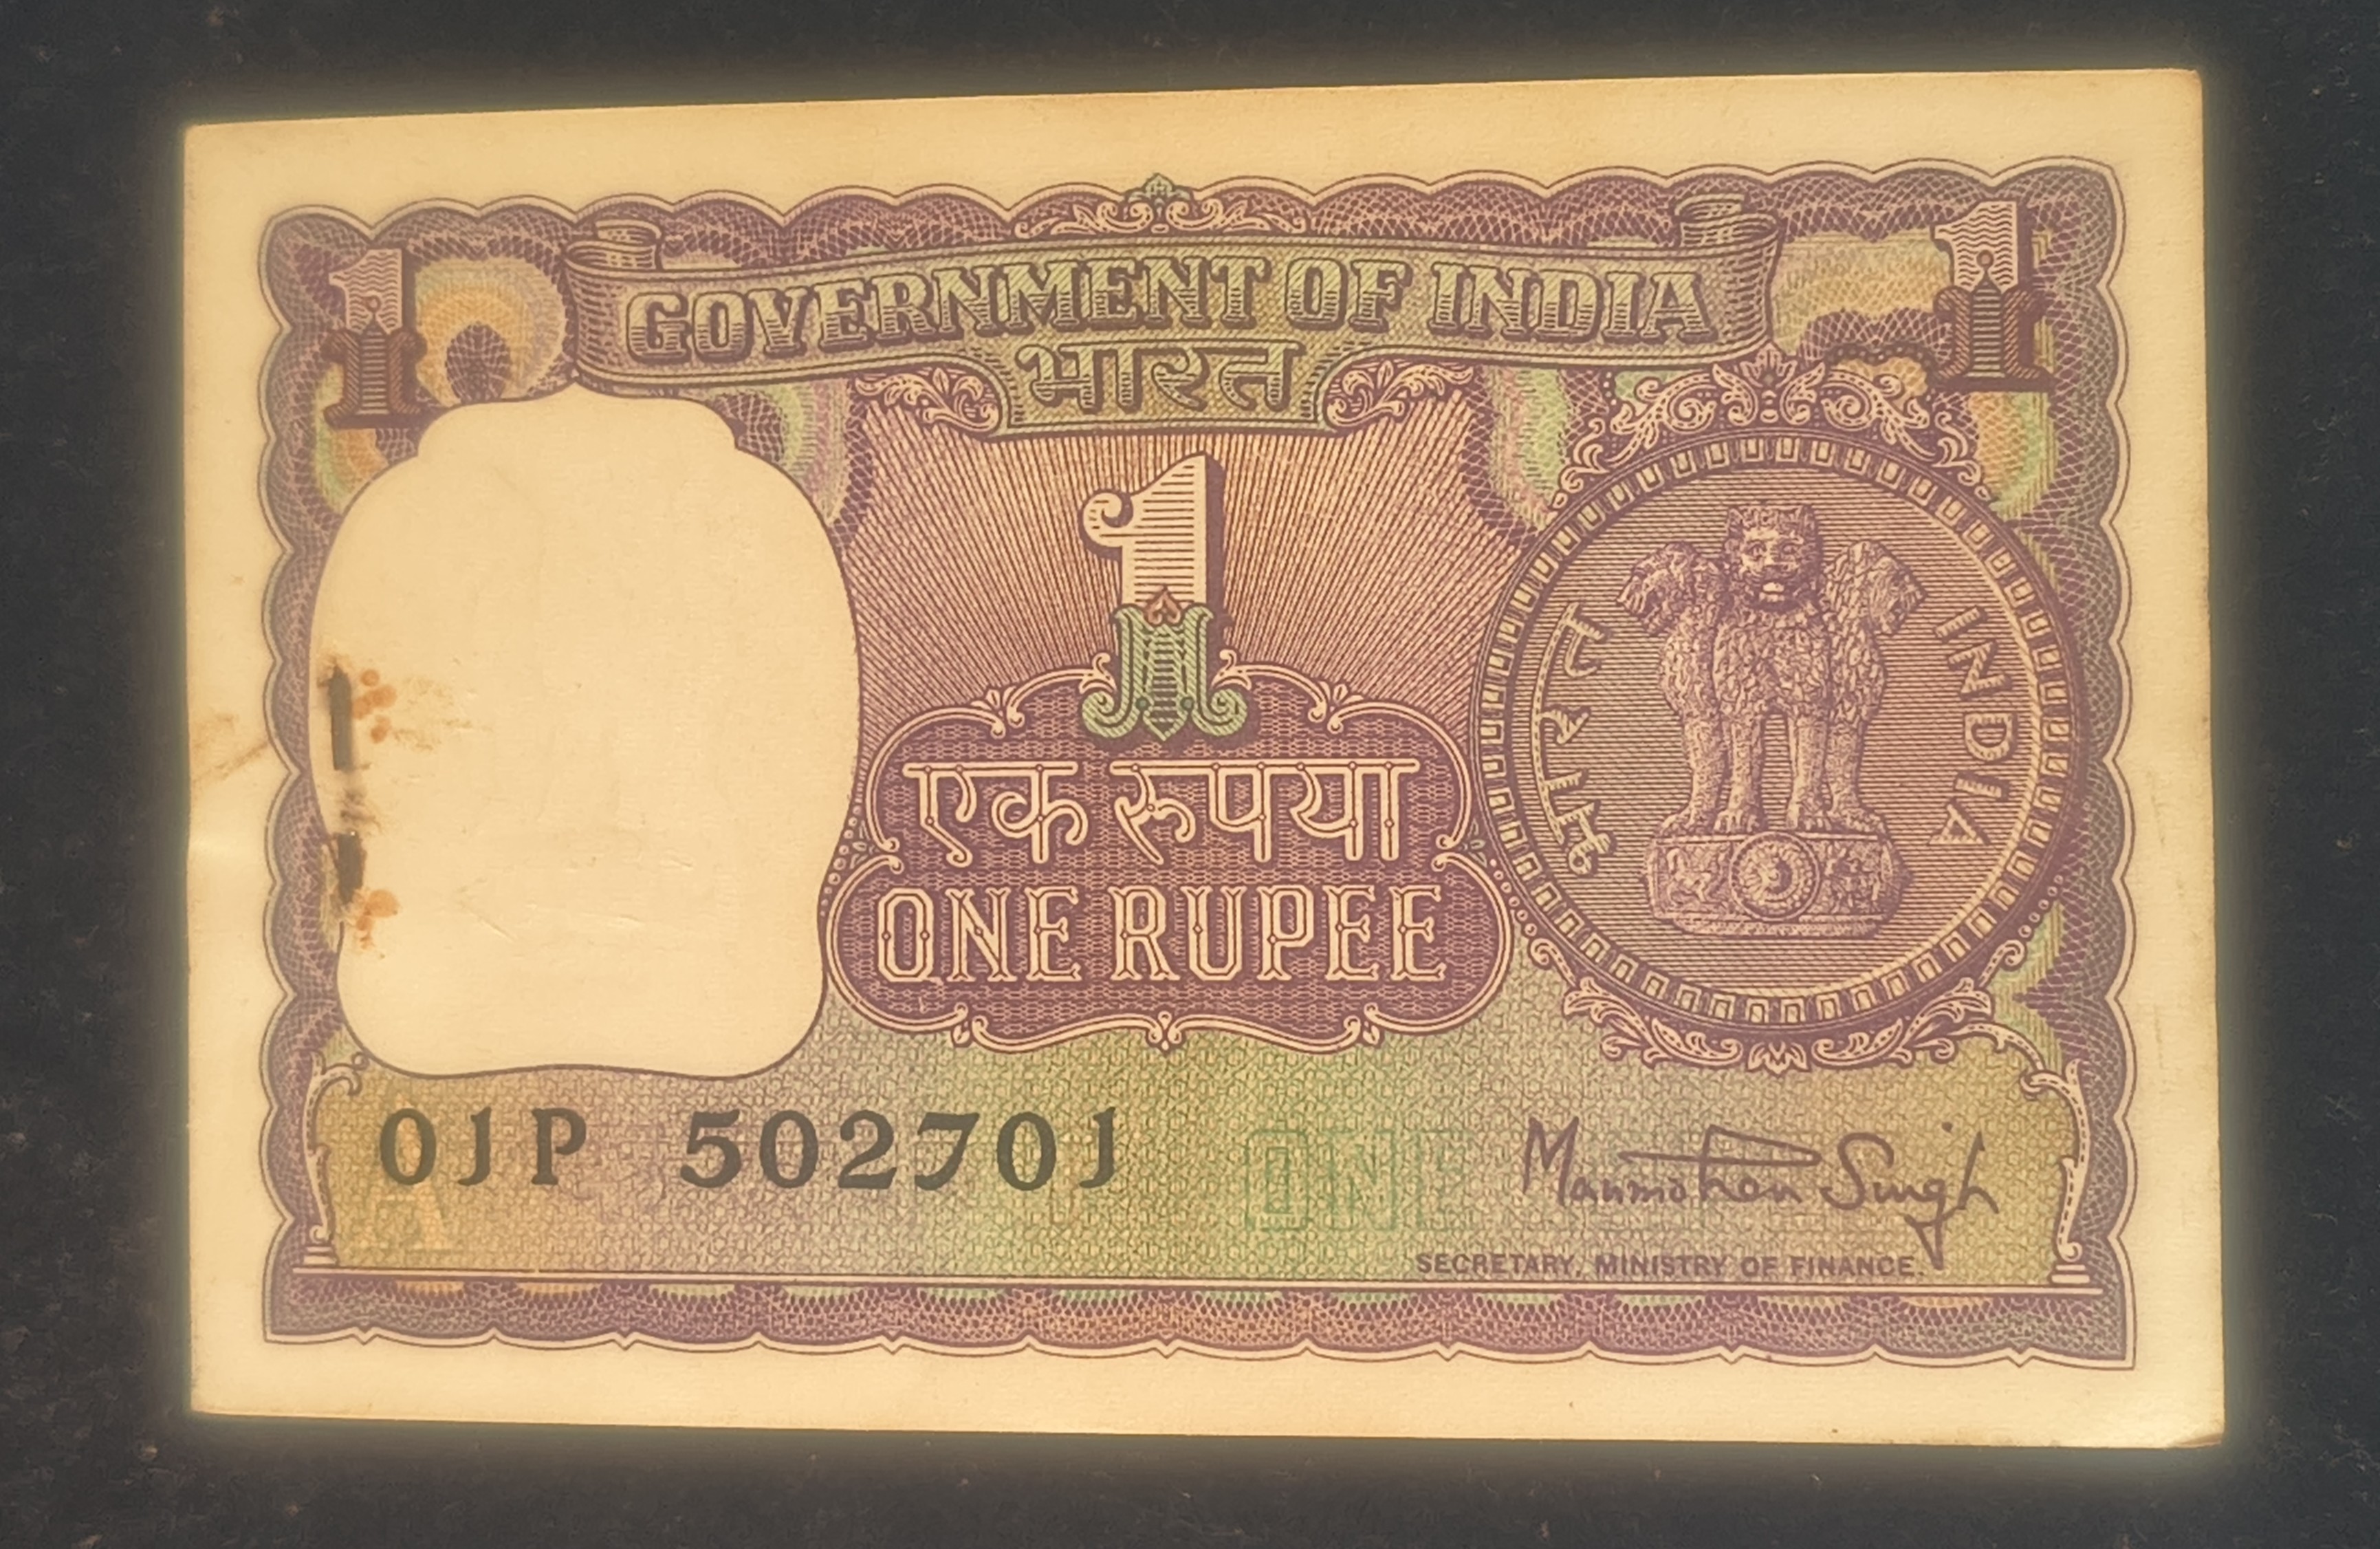 1 1
GOVERNMENT OF INDIA
भारत
1
भारत INDIA
एक रुपया
ONE RUPEE
01P 502701
A
ONE
Manmohan Singh
SECRETARY, MINISTRY OF FINANCE.